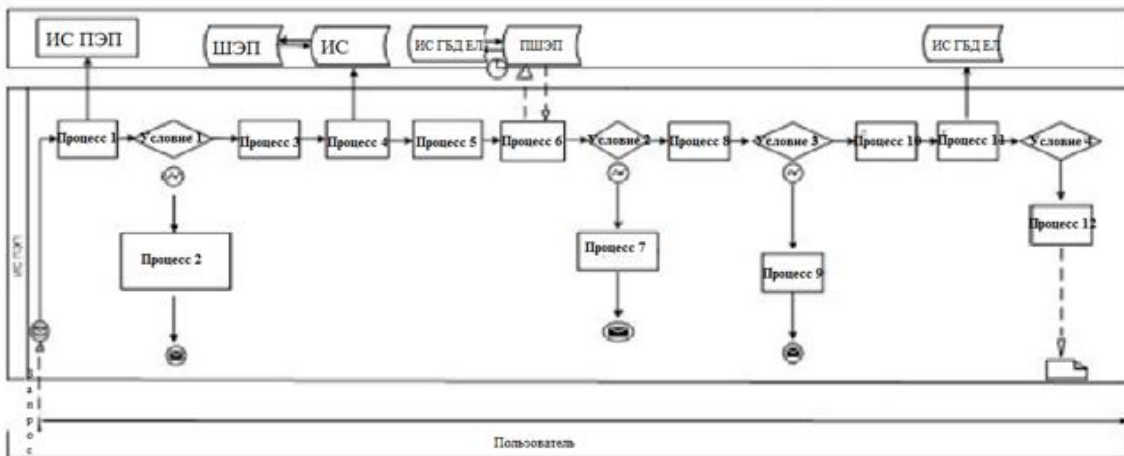 ИС ПЭП
ШЭП
ИС
ИС ГБД ЕЛ
ПШЭП
ИС ГБД ЕЛ
Процесс 1
Условие 1
Процесс 3
Процесс 4
Процесс 5
Процесс 6
Условие 2
Процесс 8
Условие 3
Процесс 10
Процесс 11
Условие 4
Процесс 2
Процесс 7
Процесс 9
Процесс 12
ИС ПЭП
Запрос
Пользователь